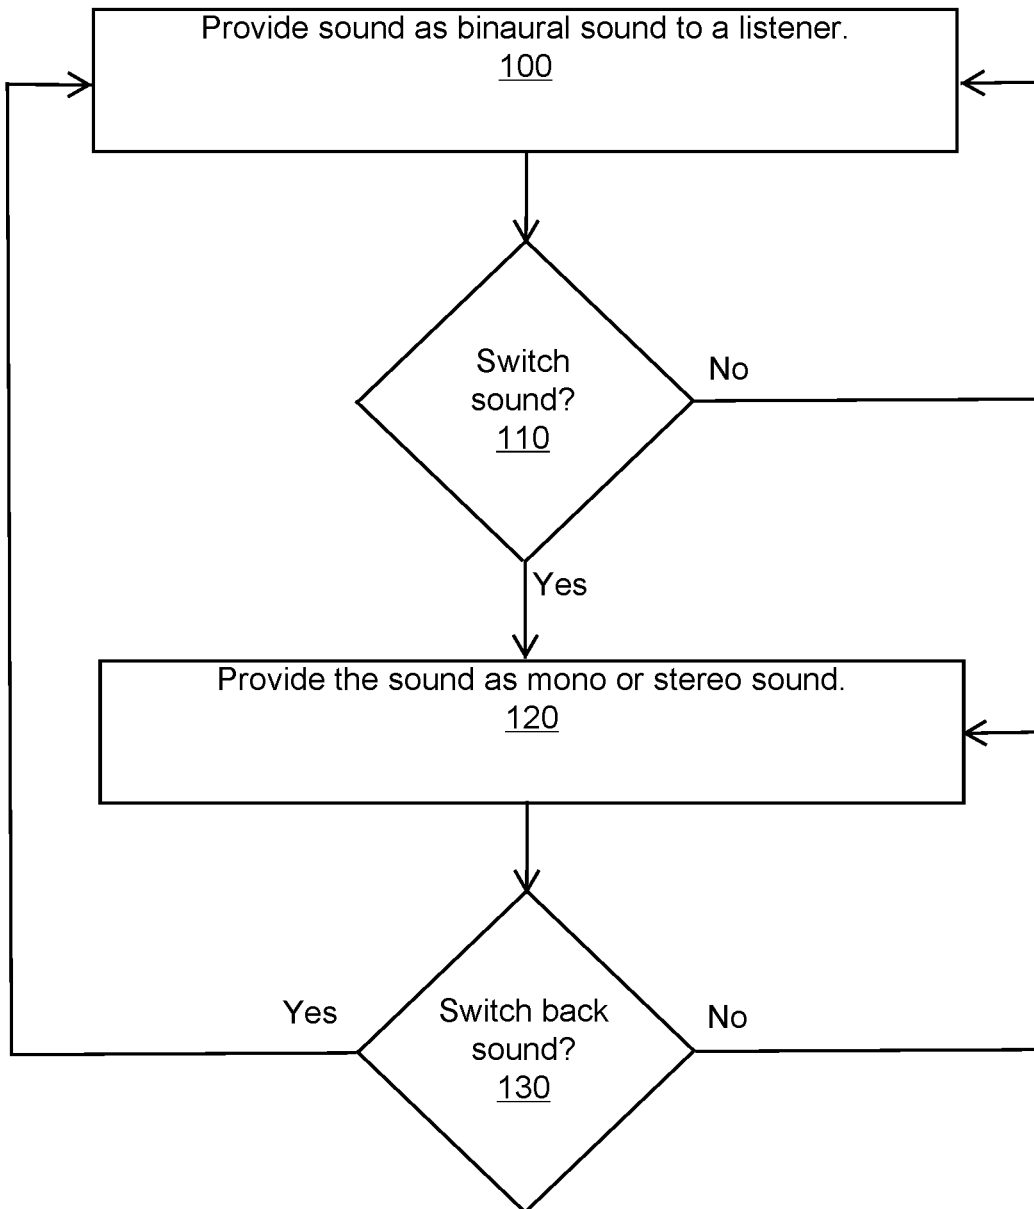 Provide sound as binaural sound to a listener.
100
Switch
sound?
110
No
Yes
Provide the sound as mono or stereo sound.
120
Yes
Switch back
sound?
130
No